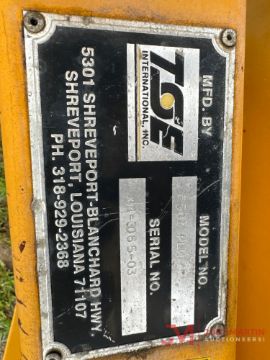 MFD. BY
TSE
INTERNATIONAL, INC.
5301 SHREVEPORT-BLANCHARD HWY.
SHREVEPORT, LOUISIANA 71107
PH. 318-929-2368
MODEL NO.
SERIAL NO.